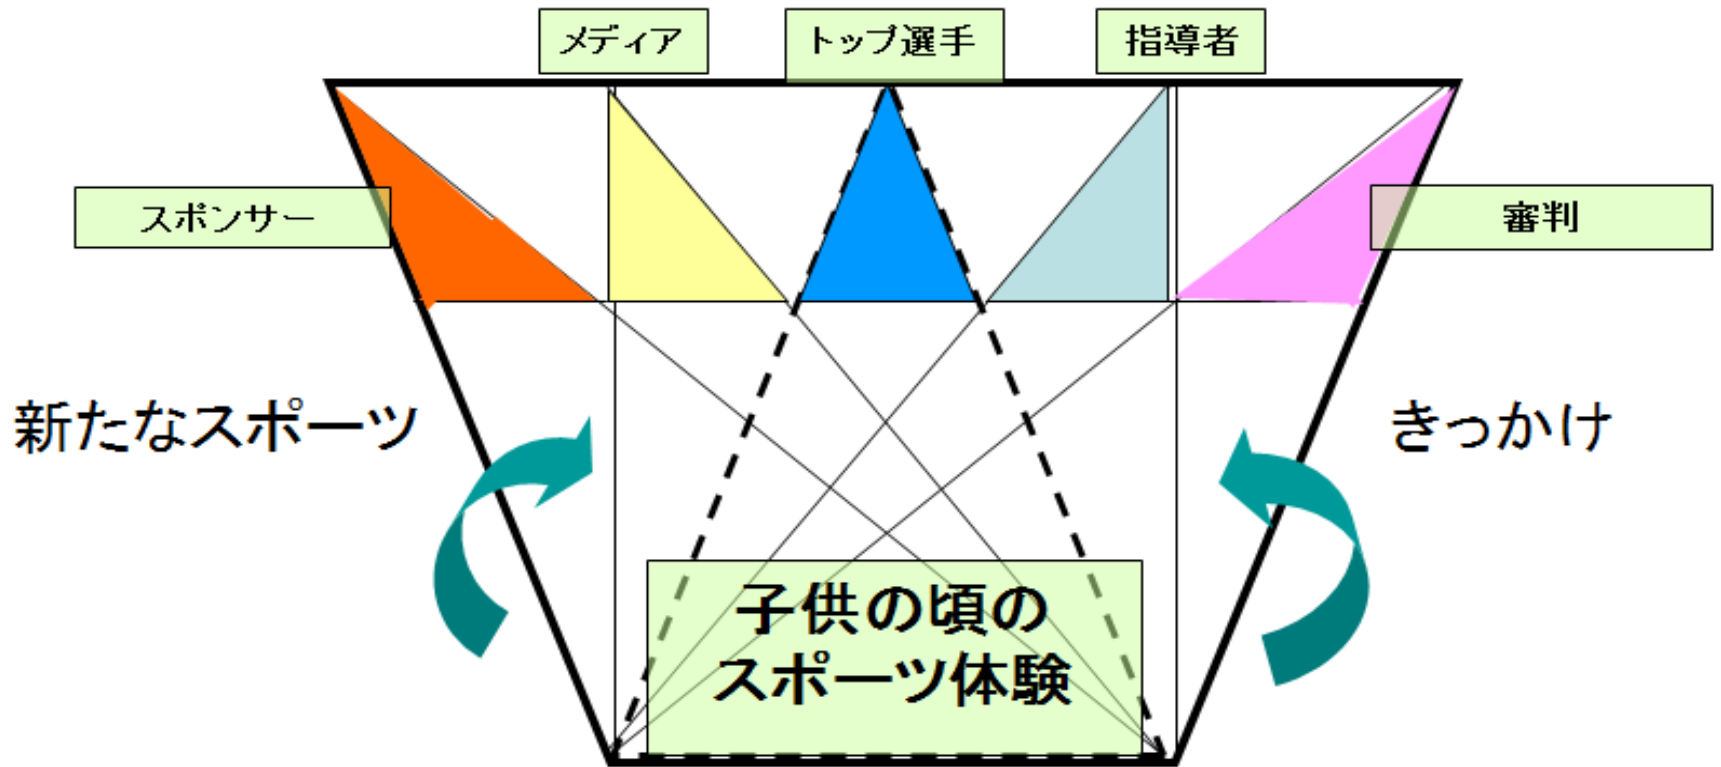 メディア
トップ選手
指導者
スポンサー
審判
新たなスポーツ
きっかけ
子供の頃の
スポーツ体験